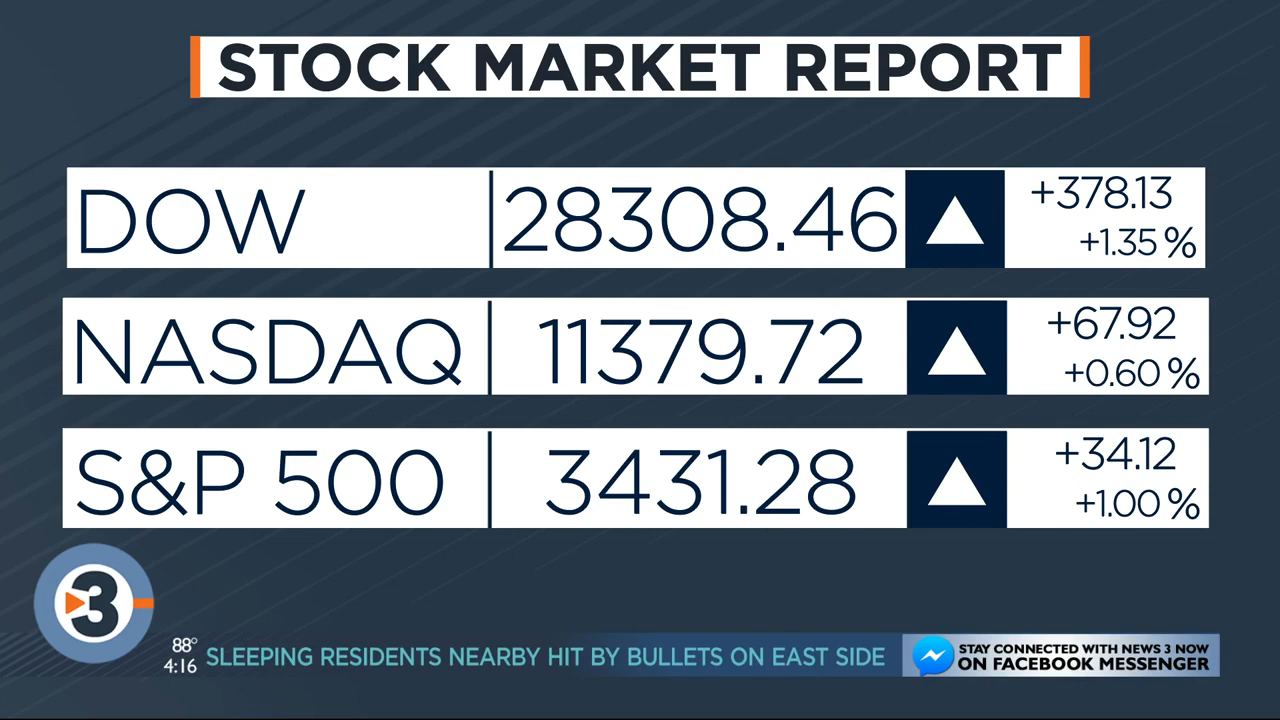 STOCK MARKET REPORT
DOW 28308.46 +378.13
+1.35 %
NASDAQ 11379.72 +67.92
+0.60 %
S&P 500 3431.28 +34.12
+1.00 %
3
88°
4:16
SLEEPING RESIDENTS NEARBY HIT BY BULLETS ON EAST SIDE
STAY CONNECTED WITH NEWS 3 NOW
ON FACEBOOK MESSENGER